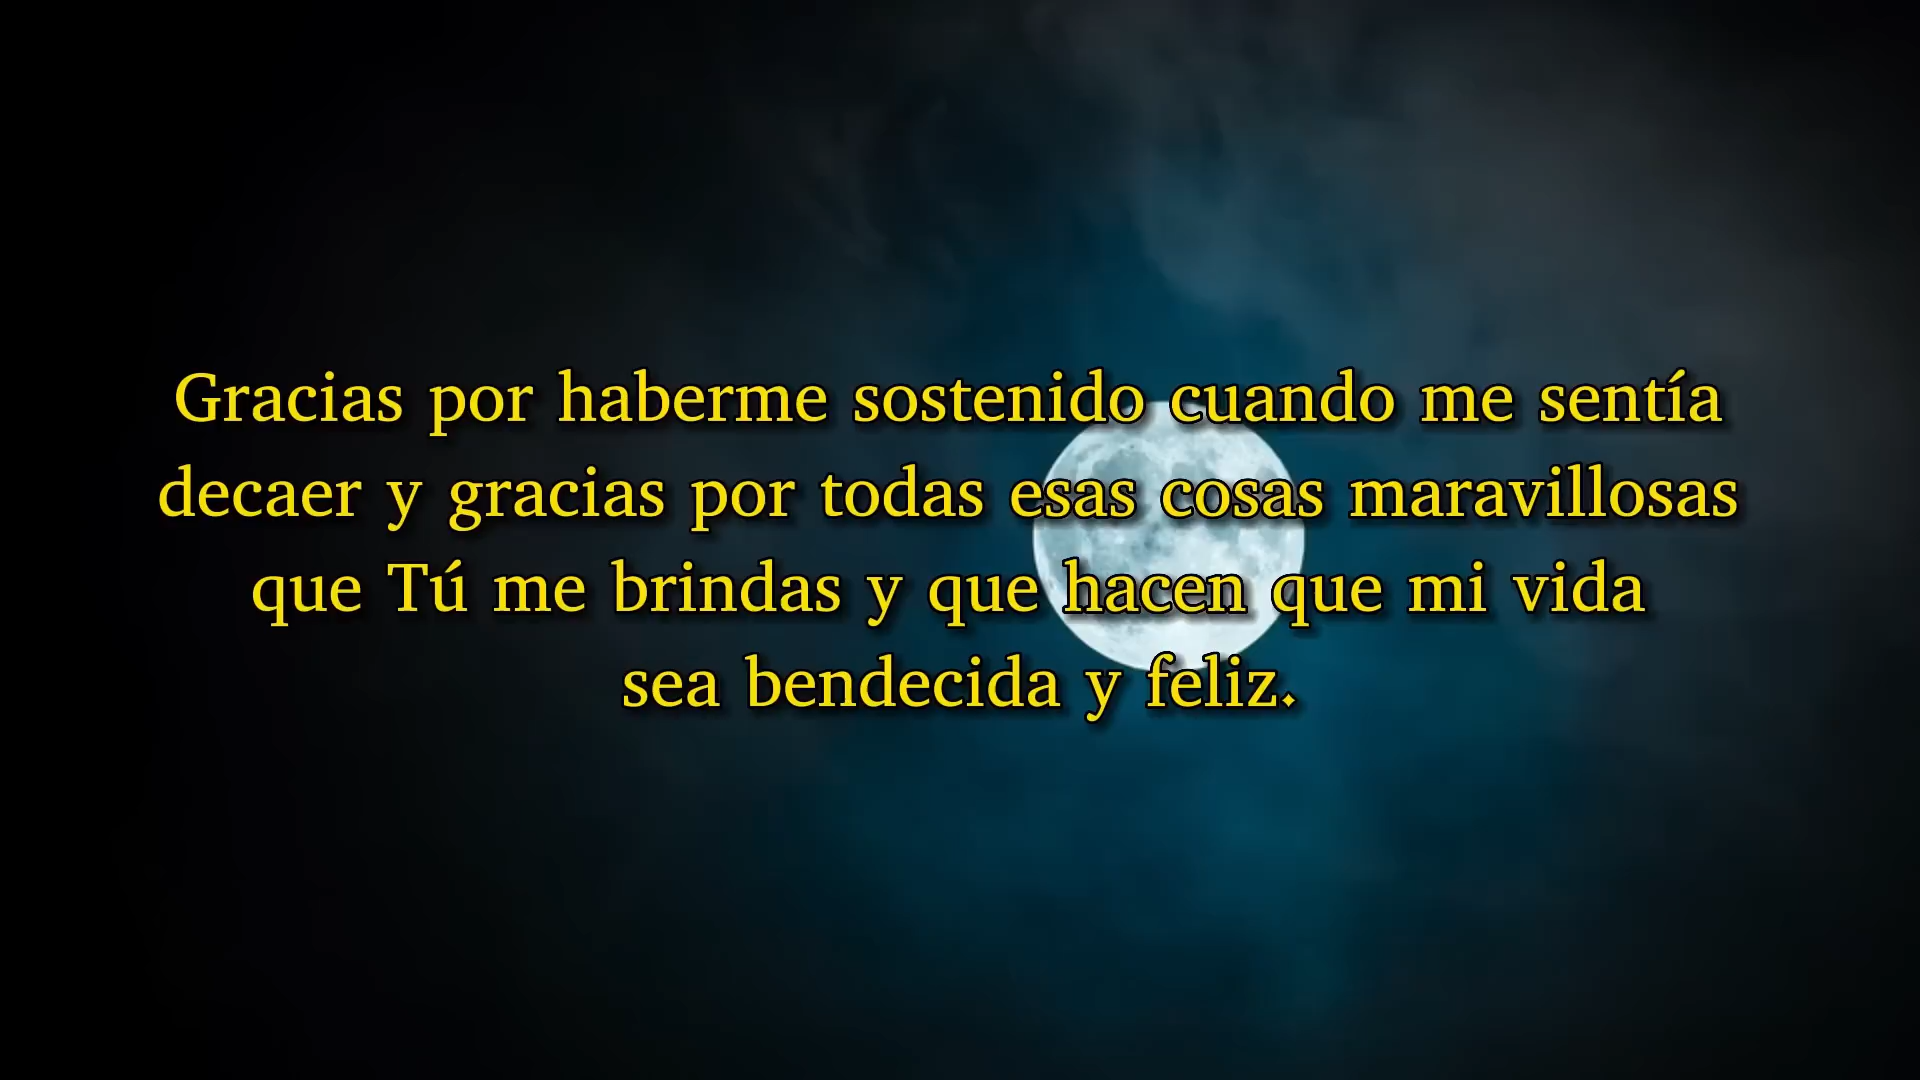 Gracias por haberme sostenido cuando me sentía
decaer y gracias por todas esas cosas maravillosas
que Tú me brindas y que hacen que mi vida
sea bendecida y feliz.